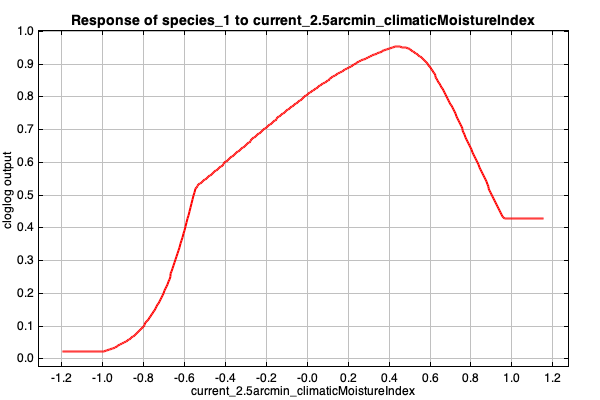 Response of species_1 to current_2.5arcmin_climaticMoistureIndex
1.0
0.9
0.8
0.7
0.6
0.5
0.4
0.3
0.2
0.1
0.0
cloglog output
-1.2 -1.0 -0.8 -0.6 -0.4 -0.2 -0.0 0.2 0.4 0.6 0.8 1.0 1.2
current_2.5arcmin_climaticMoistureIndex